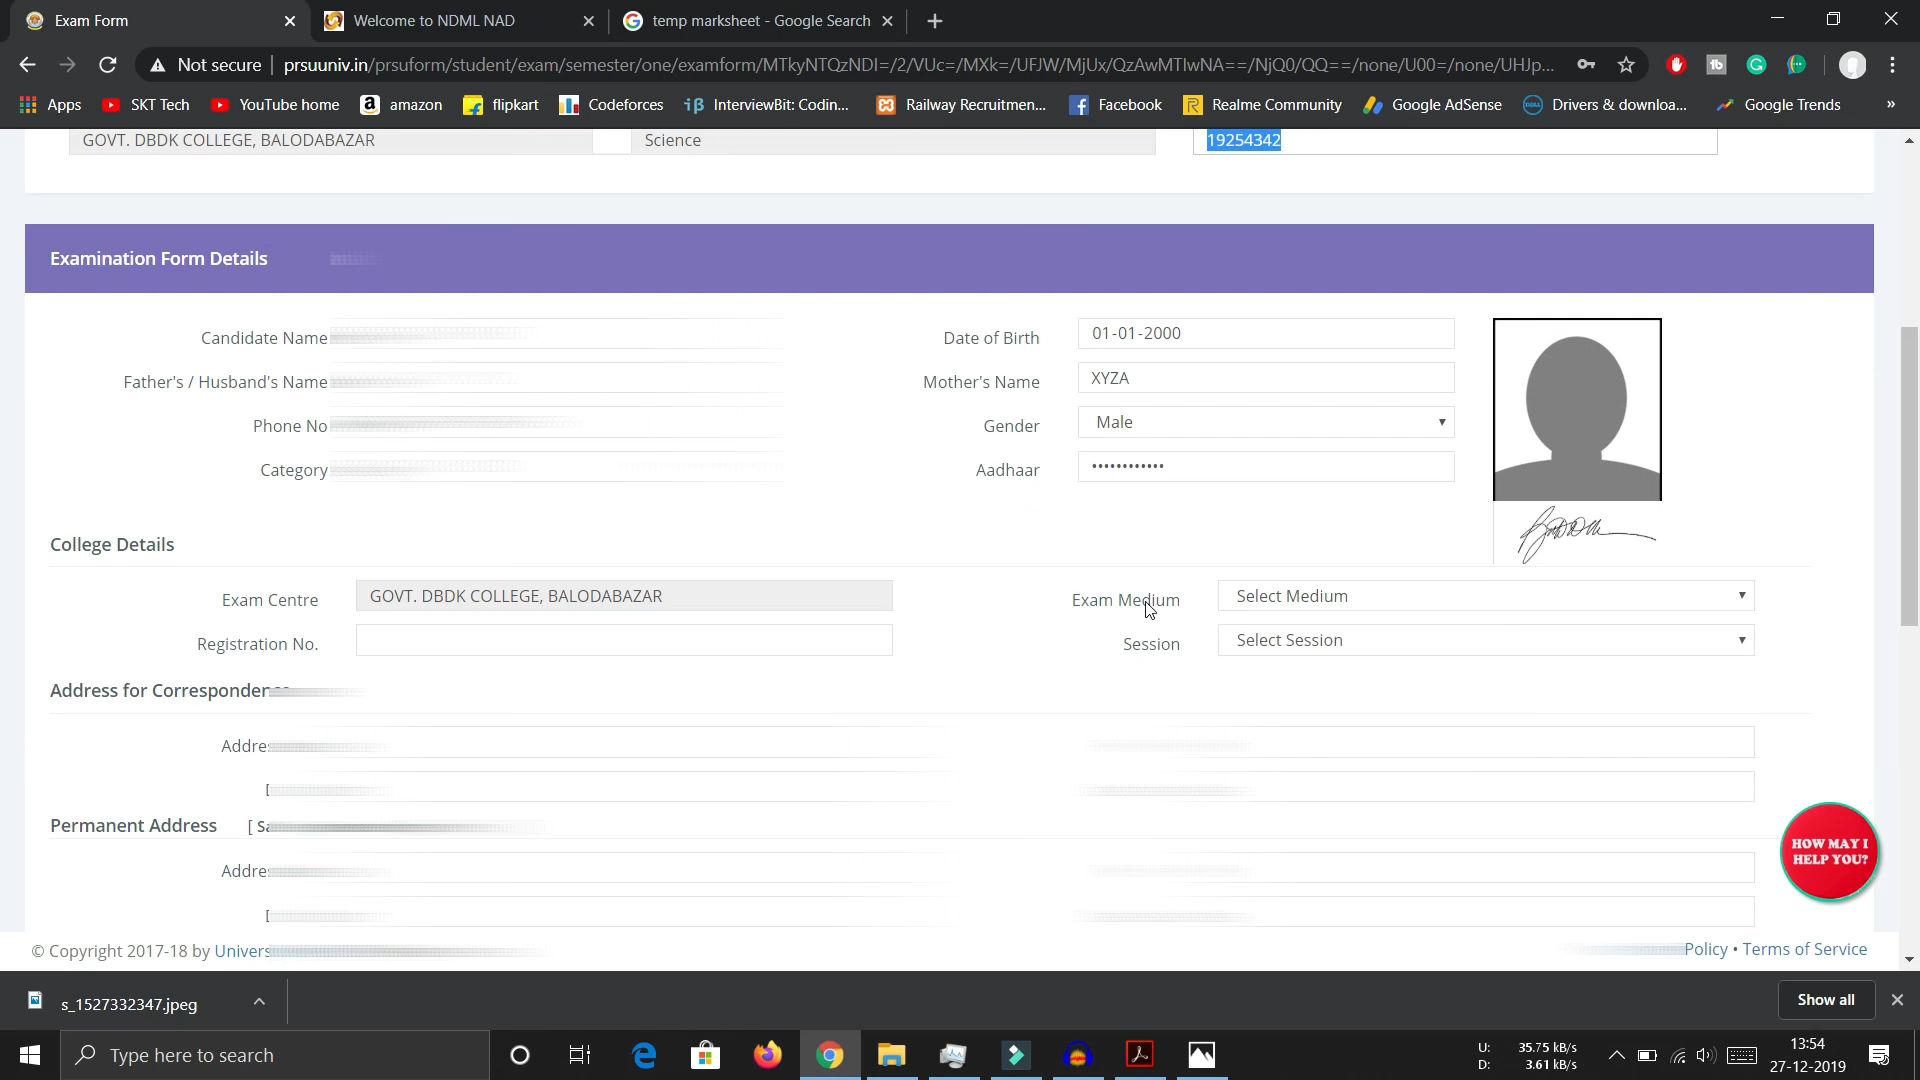 Exam Form
Welcome to NDML NAD
temp marksheet - Google Search
Not secure
prsuuniv.in/prsuform/student/exam/semester/one/examform/MTkyNTQzNDI=/2/VUc=/MXk=/UFJW/MjUx/QzAwMTIwNA==/NjQ0/QQ==/none/U00=/none/UHJp...
Apps
SKT Tech
YouTube home
amazon
flipkart
Codeforces
InterviewBit: Codin...
Railway Recruitmen...
Facebook
Realme Community
Google AdSense
Drivers & downloa...
Google Trends
»
GOVT. DBDK COLLEGE, BALODABAZAR
Science
19254342
Examination Form Details
Candidate Name
Date of Birth 01-01-2000
Father's / Husband's Name
Mother's Name XYZA
Phone No
Gender Male
Category
Aadhaar ••••••••••••
College Details
Exam Centre GOVT. DBDK COLLEGE, BALODABAZAR
Exam Medium Select Medium
Registration No.
Session Select Session
Address for Corresponden
Addre
[
Permanent Address [ Sa
Addre
[
HOW MAY I
HELP YOU?
© Copyright 2017-18 by Univers
Policy • Terms of Service
s_1527332347.jpeg
Show all
Type here to search
U: 35.75 kB/s
D: 3.61 kB/s
13:54
27-12-2019